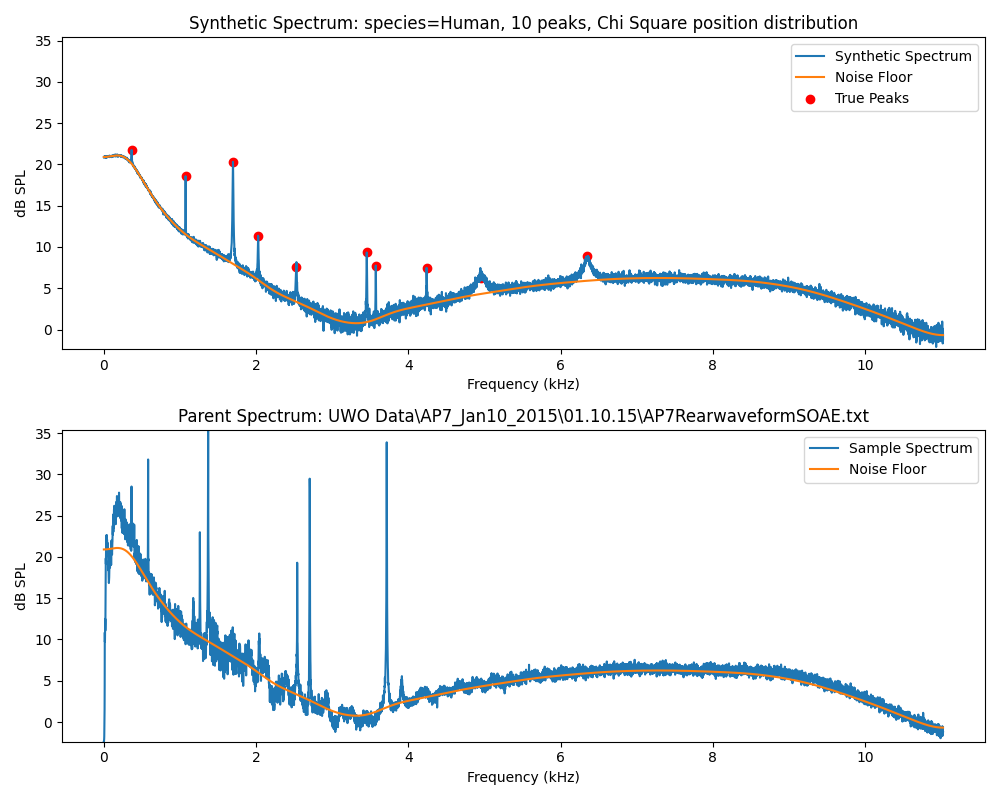 Synthetic Spectrum: species=Human, 10 peaks, Chi Square position distribution
35
30
25
20
15
10
5
0
dB SPL
Synthetic Spectrum
Noise Floor
True Peaks
0 2 4 6 8 10
Frequency (kHz)
Parent Spectrum: UWO Data\AP7_Jan10_2015\01.10.15\AP7RearwaveformSOAE.txt
35
30
25
20
15
10
5
0
dB SPL
Sample Spectrum
Noise Floor
0 2 4 6 8 10
Frequency (kHz)